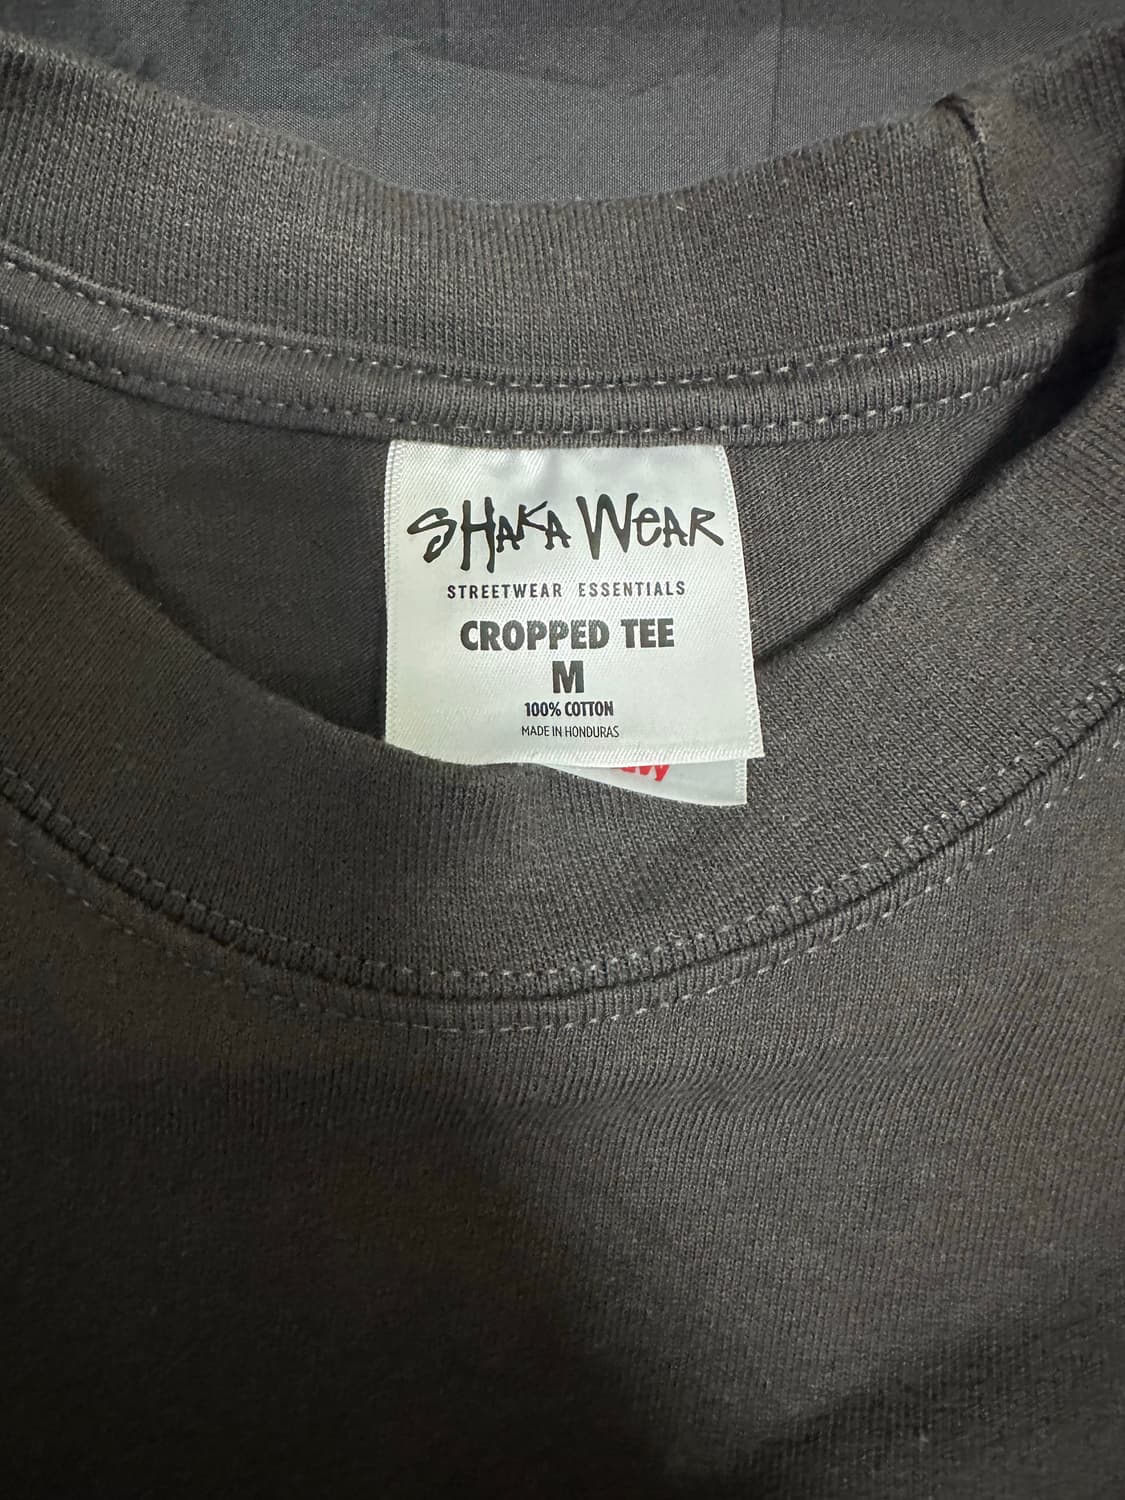 SHAKA WEAR
STREETWEAR ESSENTIALS
CROPPED TEE
M
100% COTTON
MADE IN HONDURAS